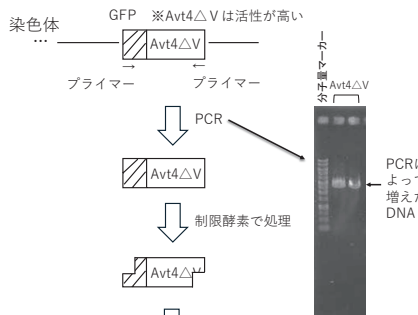 GFP ※Avt4△Vは活性が高い
染色体
…
Avt4△V
プライマー プライマー
分子量マーカー
Avt4△V
PCR
Avt4△V
PCRに
よって
増えた
DNA
制限酵素で処理
Avt4△V